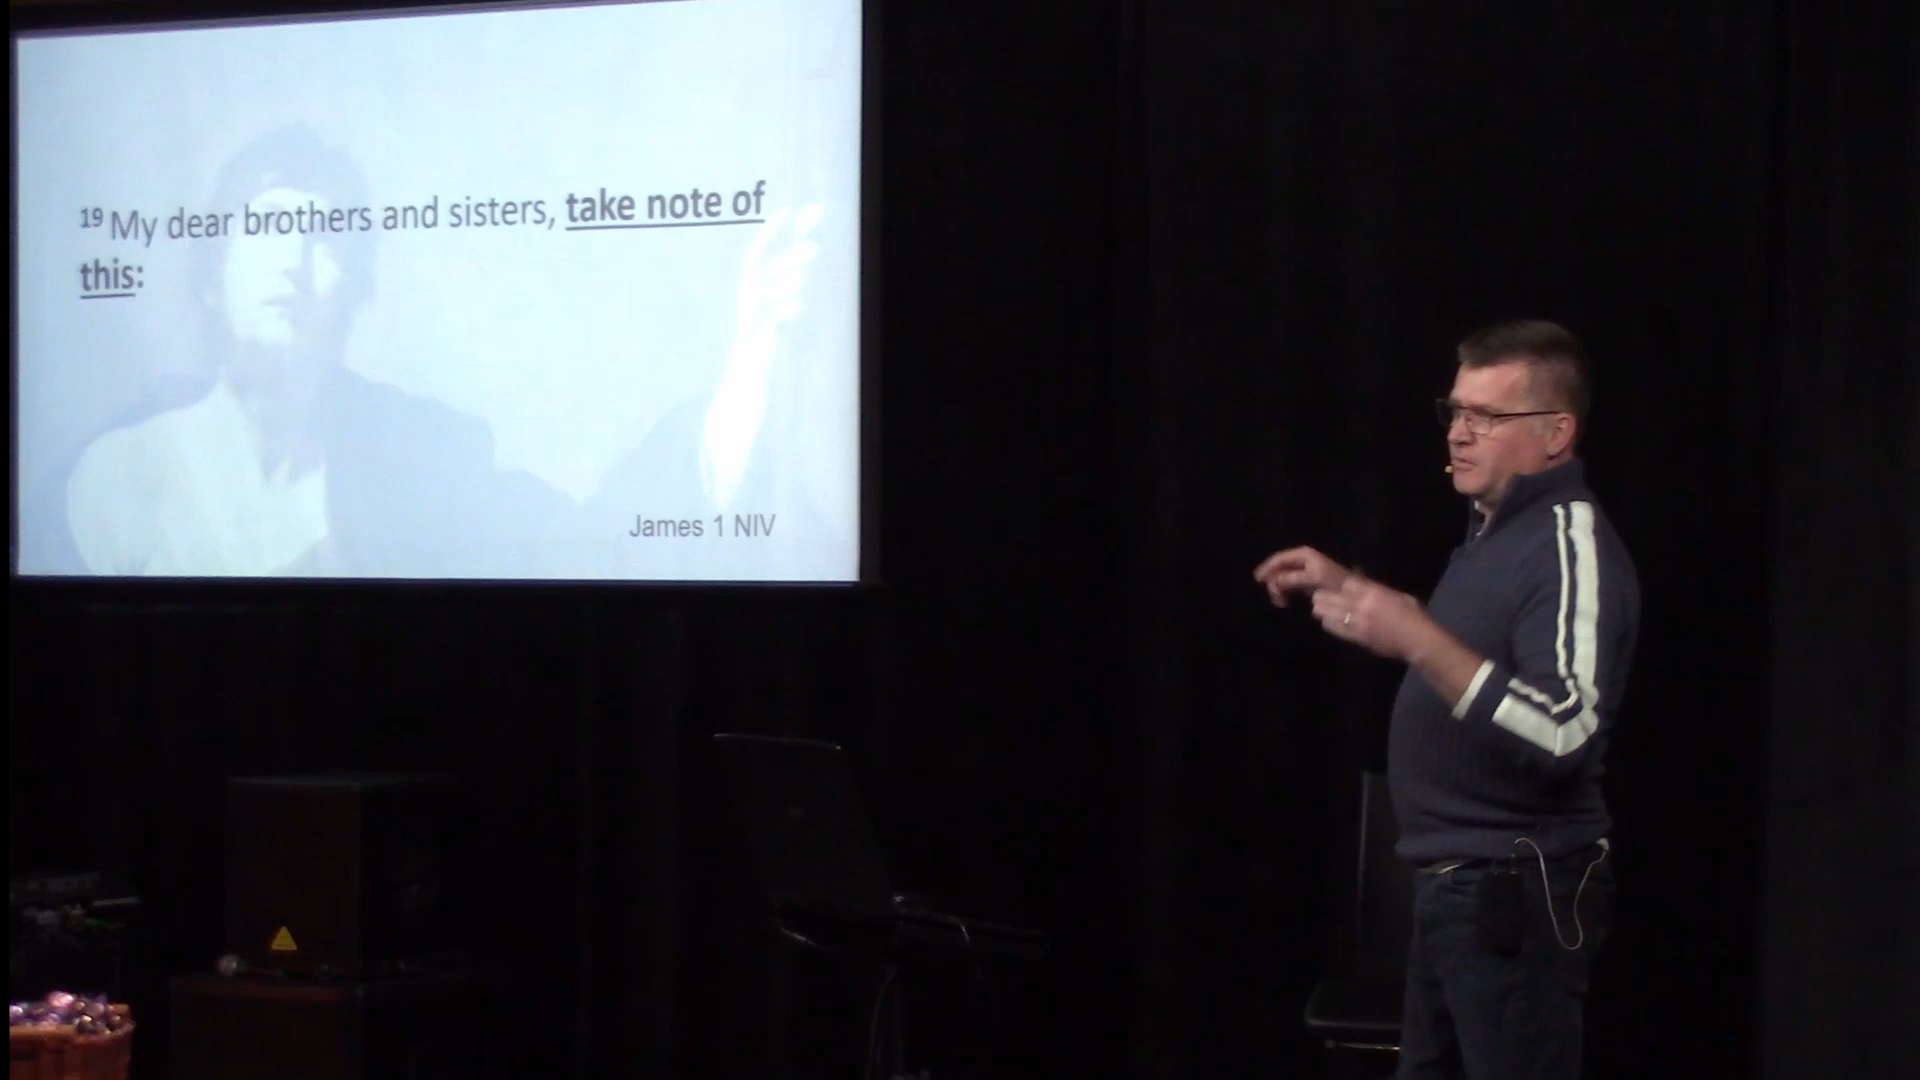 19 My dear brothers and sisters, take note of
this:
James 1 NIV